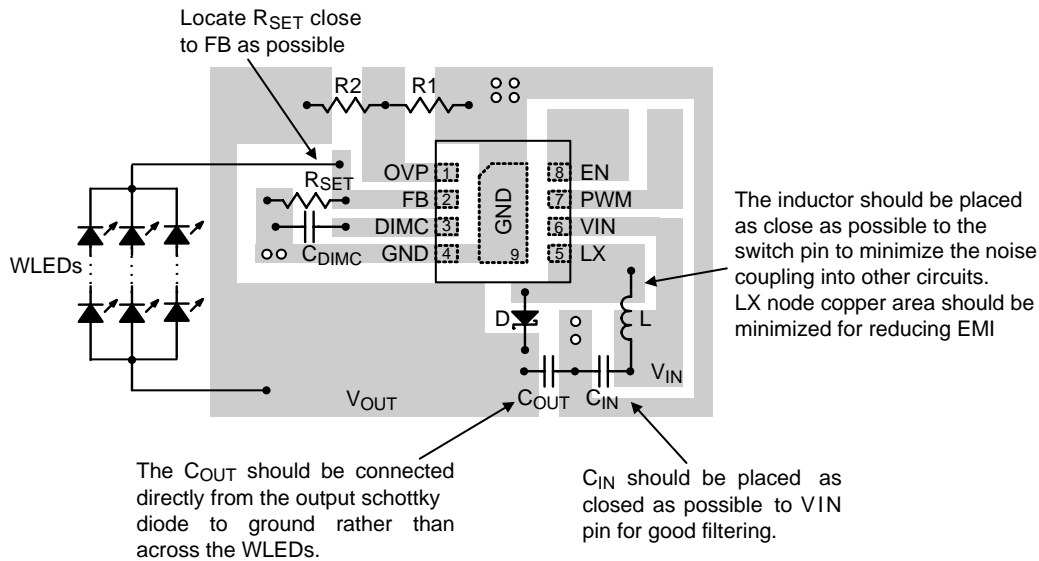 Locate RSET close
to FB as possible
R2
R1
OVP 1
8 EN
RSET
FB 2
7 PWM
GND
DIMC 3
6 VIN
CDIMC
GND 4
9
5 LX
WLEDs
The inductor should be placed
as close as possible to the
switch pin to minimize the noise
coupling into other circuits.
LX node copper area should be
minimized for reducing EMI
D
L
VIN
VOUT
COUT
CIN
The COUT should be connected
directly from the output schottky
diode to ground rather than
across the WLEDs.
CIN should be placed as
closed as possible to VIN
pin for good filtering.